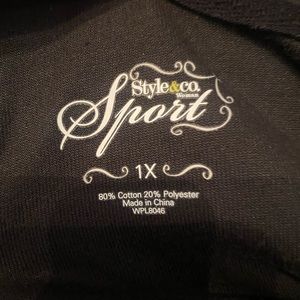 Style&co.
Woman
Sport
1X
80% Cotton 20% Polyester
Made in China
WPL8046